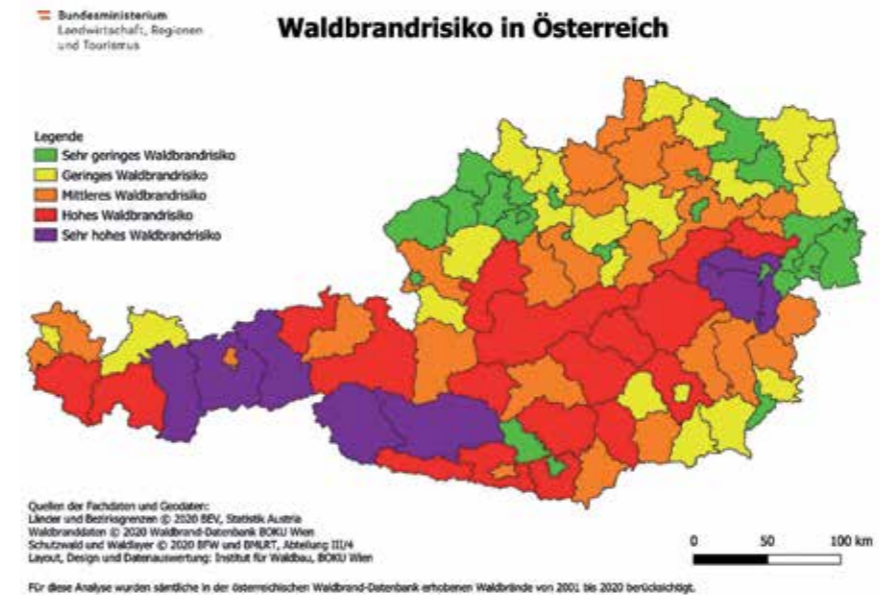 Bundesministerium
Landwirtschaft, Regionen
und Tourismus
Waldbrandrisiko in Österreich
Legende
Sehr geringes Waldbrandrisiko
Geringes Waldbrandrisiko
Mittleres Waldbrandrisiko
Hohes Waldbrandrisiko
Sehr hohes Waldbrandrisiko
Quellen der Fachdaten und Geodaten:
Länder und Bezirksgrenzen © 2020 BEV, Statistik Austria
Waldbranddaten © 2020 Waldbrand-Datenbank BOKU Wien
Schutzwald und Waldlayer © 2020 BFW und BMLRT, Abteilung III/4
Layout, Design und Datenauswertung: Institut für Waldbau, BOKU Wien
0 50 100 km
Für diese Analyse wurden sämtliche in der österreichischen Waldbrand-Datenbank erhobenen Waldbrände von 2001 bis 2020 berücksichtigt.